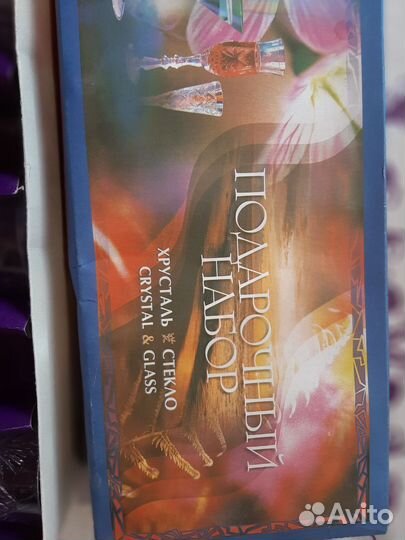 ПОДАРОЧНЫЙ
НАБОР
ХРУСТАЛЬ & СТЕКЛО
CRYSTAL & GLASS
Avito